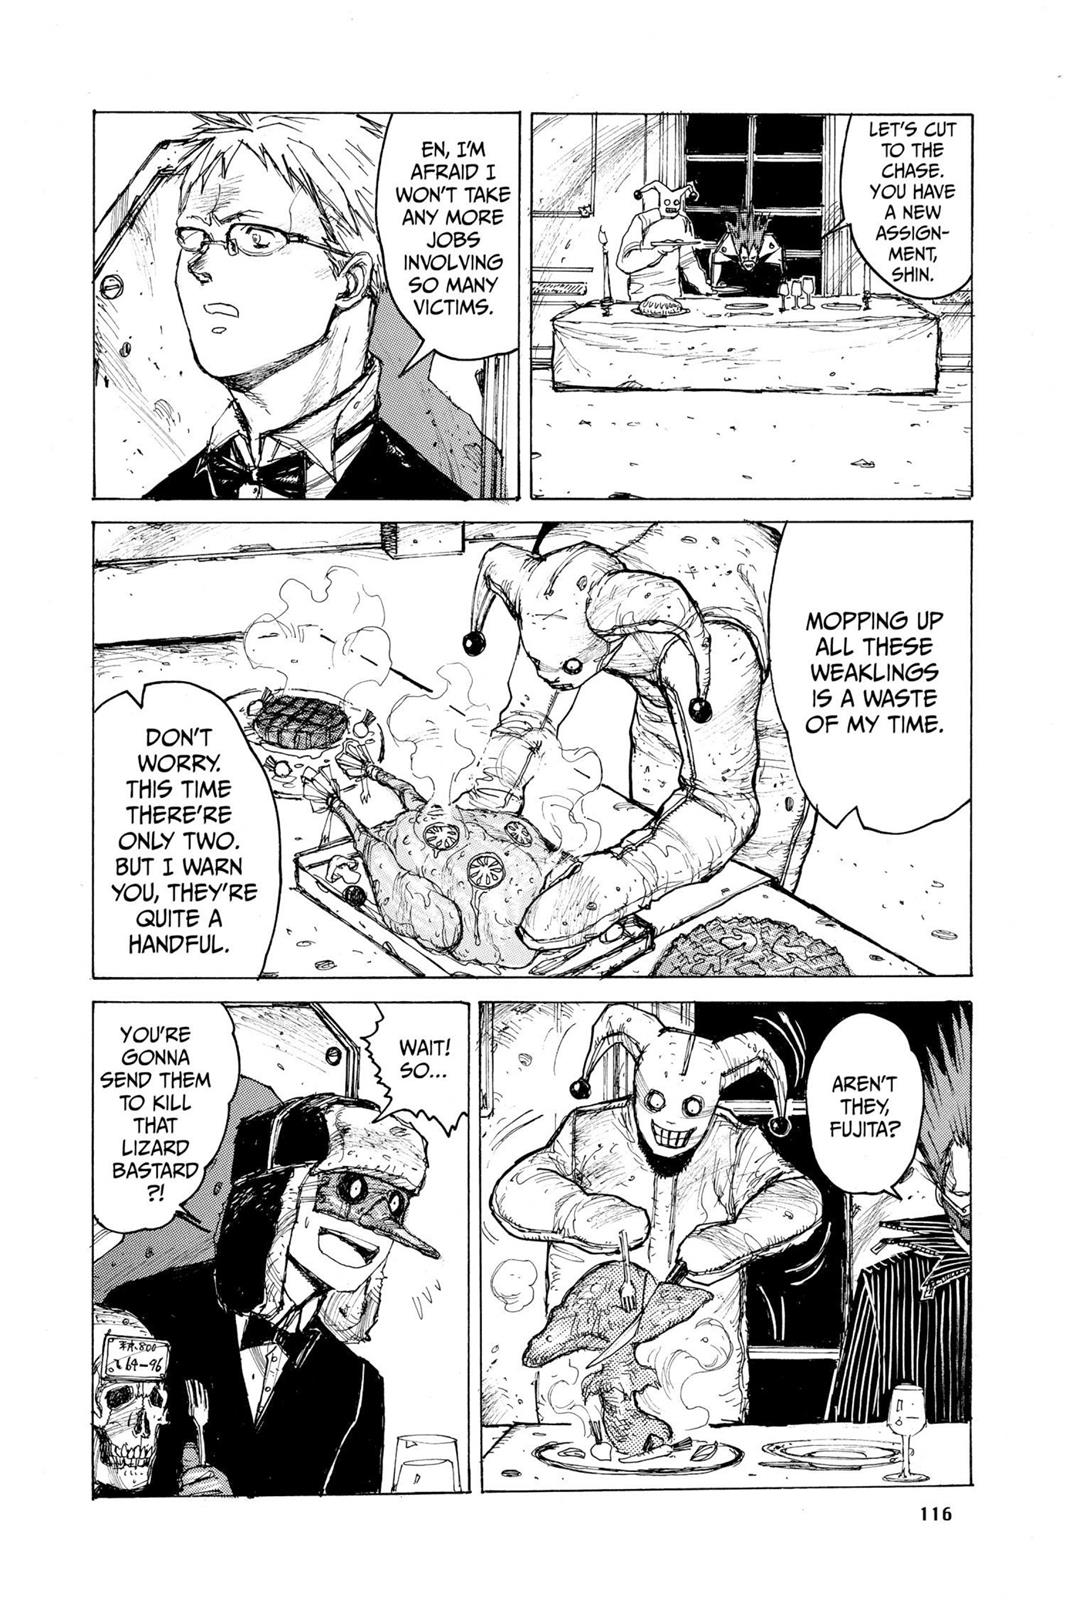 LET'S CUT
TO THE
CHASE.
YOU HAVE
A NEW
ASSIGN-
MENT,
SHIN.
EN, I'M
AFRAID I
WON'T TAKE
ANY MORE
JOBS
INVOLVING
SO MANY
VICTIMS.
MOPPING UP
ALL THESE
WEAKLINGS
IS A WASTE
OF MY TIME.
DON'T
WORRY.
THIS TIME
THERE'RE
ONLY TWO.
BUT I WARN
YOU, THEY'RE
QUITE A
HANDFUL.
AREN'T
THEY,
FUJITA?
WAIT!
SO...
YOU'RE
GONNA
SEND THEM
TO KILL
THAT
LIZARD
BASTARD
?!
64-96
116